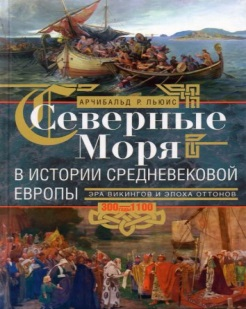 АРЧИБАЛЬД Р. ЛЬЮИС
Северные
Моря
В ИСТОРИИ СРЕДНЕВЕКОВОЙ
ЕВРОПЫ
ЭРА ВИКИНГОВ И ЭПОХА ОТТОНОВ
300–1100